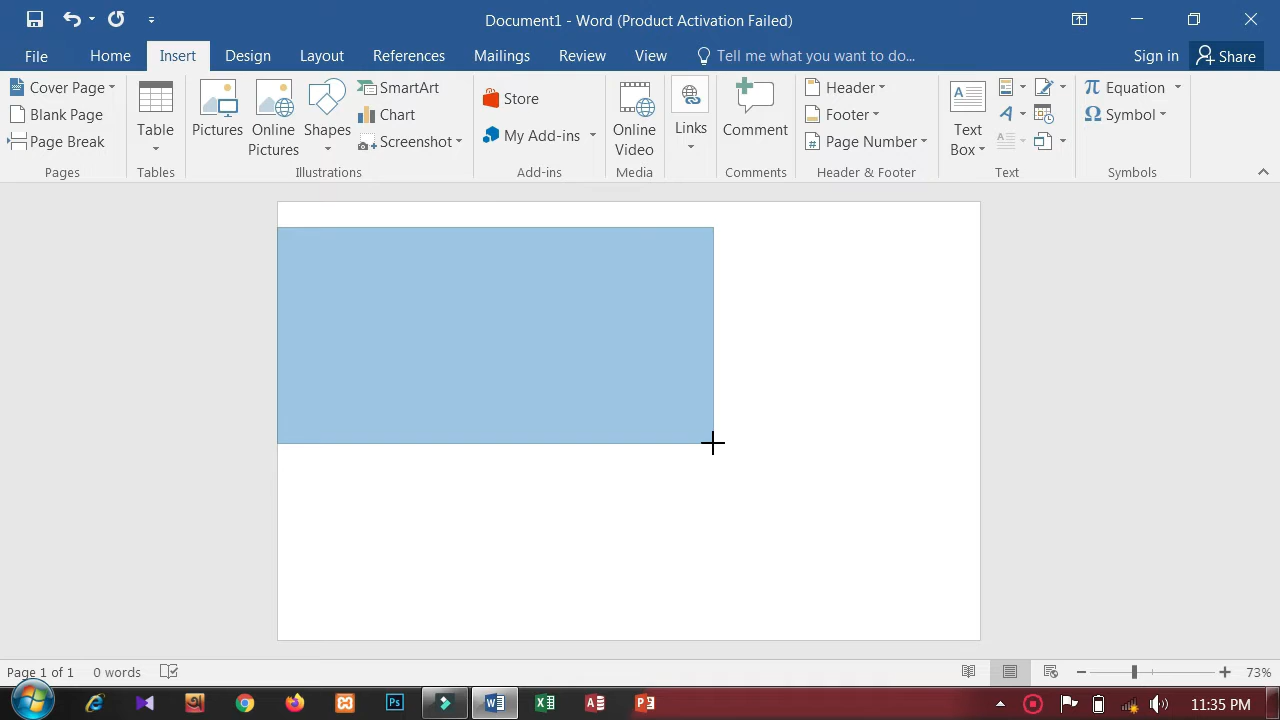 Document1 - Word (Product Activation Failed)
File Home Insert Design Layout References Mailings Review View Tell me what you want to do... Sign in Share
Cover Page
Blank Page
Page Break
Pages
Table
Tables
Pictures
Online
Pictures
Shapes
SmartArt
Chart
Screenshot
Illustrations
Store
My Add-ins
Add-ins
Online
Video
Media
Links
Comment
Comments
Header
Footer
Page Number
Header & Footer
A
Text
Box
A
A
Text
π Equation
Ω Symbol
Symbols
Page 1 of 1 0 words 73%
Ps W X A P 11:35 PM